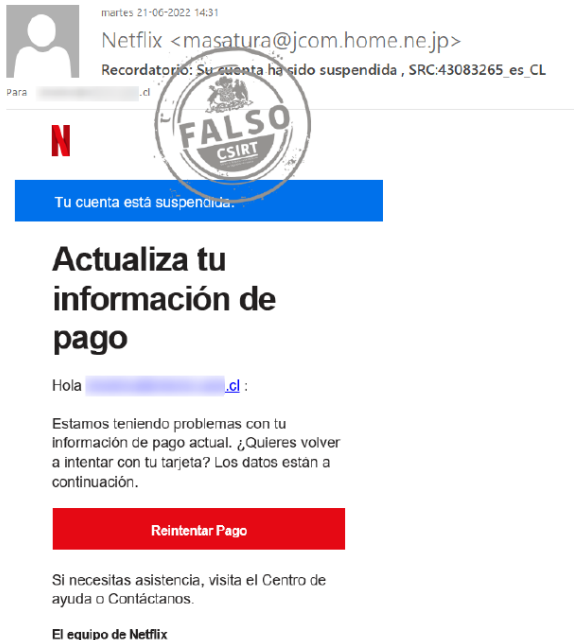 martes 21-06-2022 14:31
Netflix <masatura@jcom.home.ne.jp>
Recordatorio: Su cuenta ha sido suspendida , SRC:43083265_es_CL
Para .cl
FALSO
CSIRT
N
Tu cuenta está suspendida.
Actualiza tu
información de
pago
Hola .cl :
Estamos teniendo problemas con tu
información de pago actual. ¿Quieres volver
a intentar con tu tarjeta? Los datos están a
continuación.
Reintentar Pago
Si necesitas asistencia, visita el Centro de
ayuda o Contáctanos.
El equipo de Netflix